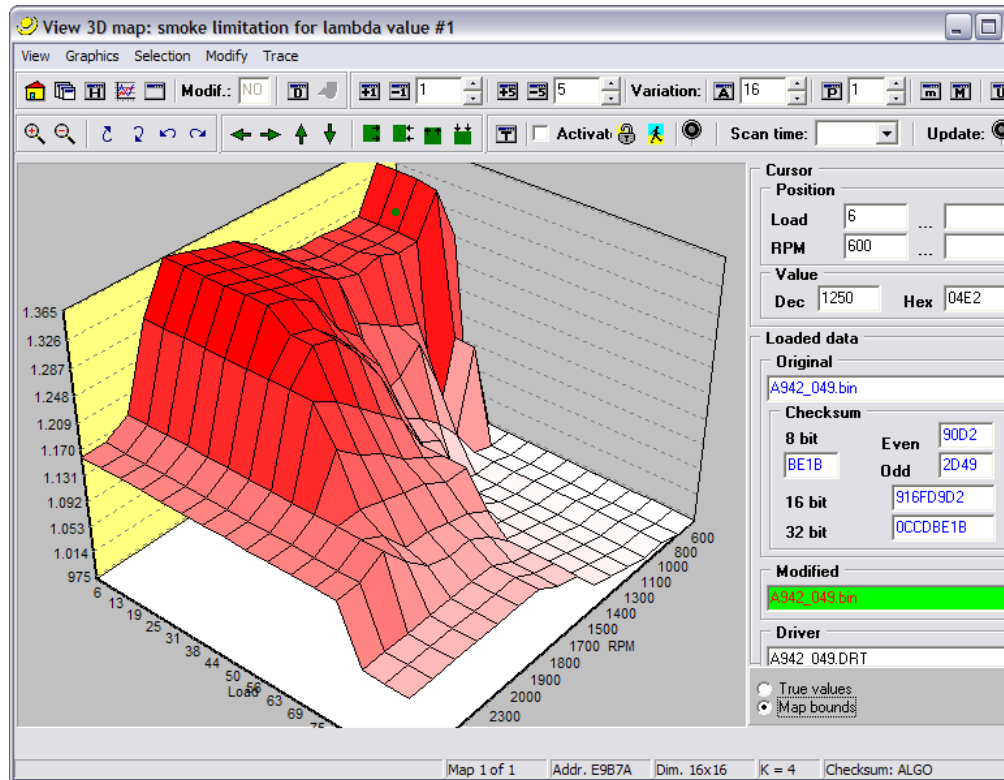 View 3D map: smoke limitation for lambda value #1
View Graphics Selection Modify Trace
H Modif.: NO D +1 -1 1 +5 -5 5 Variation: A 16 P 1 m M
T Activat Scan time: Update:
Cursor
Position
Load 6 ...
RPM 600 ...
Value
Dec 1250 Hex 04E2
Loaded data
Original
A942_049.bin
Checksum
8 bit Even 90D2
BE1B Odd 2D49
16 bit 916FD9D2
32 bit 0CCDBE1B
Modified
A942_049.bin
Driver
A942_049.DRT
True values
Map bounds
1.365
1.326
1.287
1.248
1.209
1.170
1.131
1.092
1.053
1.014
975
6
13
19
25
31
38
44
50
56
63
69
75
Load
600
800
1000
1100
1300
1400
1500
1700 RPM
1800
1900
2000
2300
Map 1 of 1 Addr. E9B7A Dim. 16x16 K = 4 Checksum: ALGO